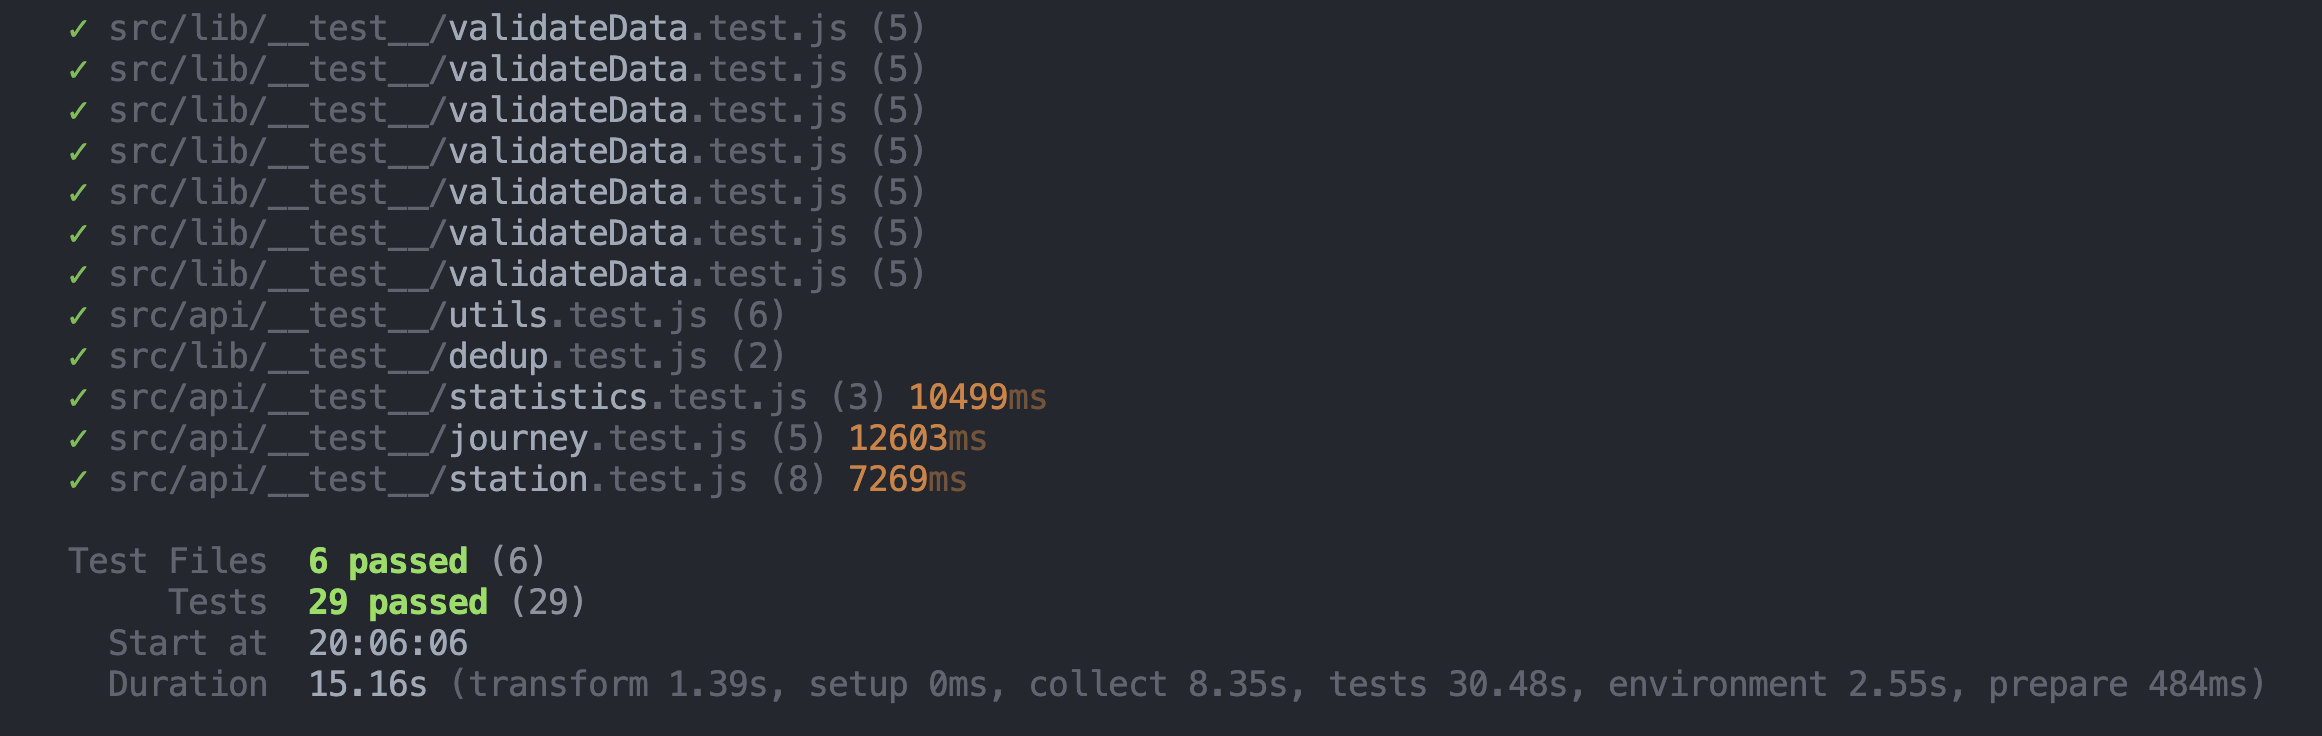 ✓ src/lib/__test__/validateData.test.js (5)
✓ src/lib/__test__/validateData.test.js (5)
✓ src/lib/__test__/validateData.test.js (5)
✓ src/lib/__test__/validateData.test.js (5)
✓ src/lib/__test__/validateData.test.js (5)
✓ src/lib/__test__/validateData.test.js (5)
✓ src/lib/__test__/validateData.test.js (5)
✓ src/api/__test__/utils.test.js (6)
✓ src/lib/__test__/dedup.test.js (2)
✓ src/api/__test__/statistics.test.js (3) 10499ms
✓ src/api/__test__/journey.test.js (5) 12603ms
✓ src/api/__test__/station.test.js (8) 7269ms
Test Files 6 passed (6)
Tests 29 passed (29)
Start at 20:06:06
Duration 15.16s (transform 1.39s, setup 0ms, collect 8.35s, tests 30.48s, environment 2.55s, prepare 484ms)